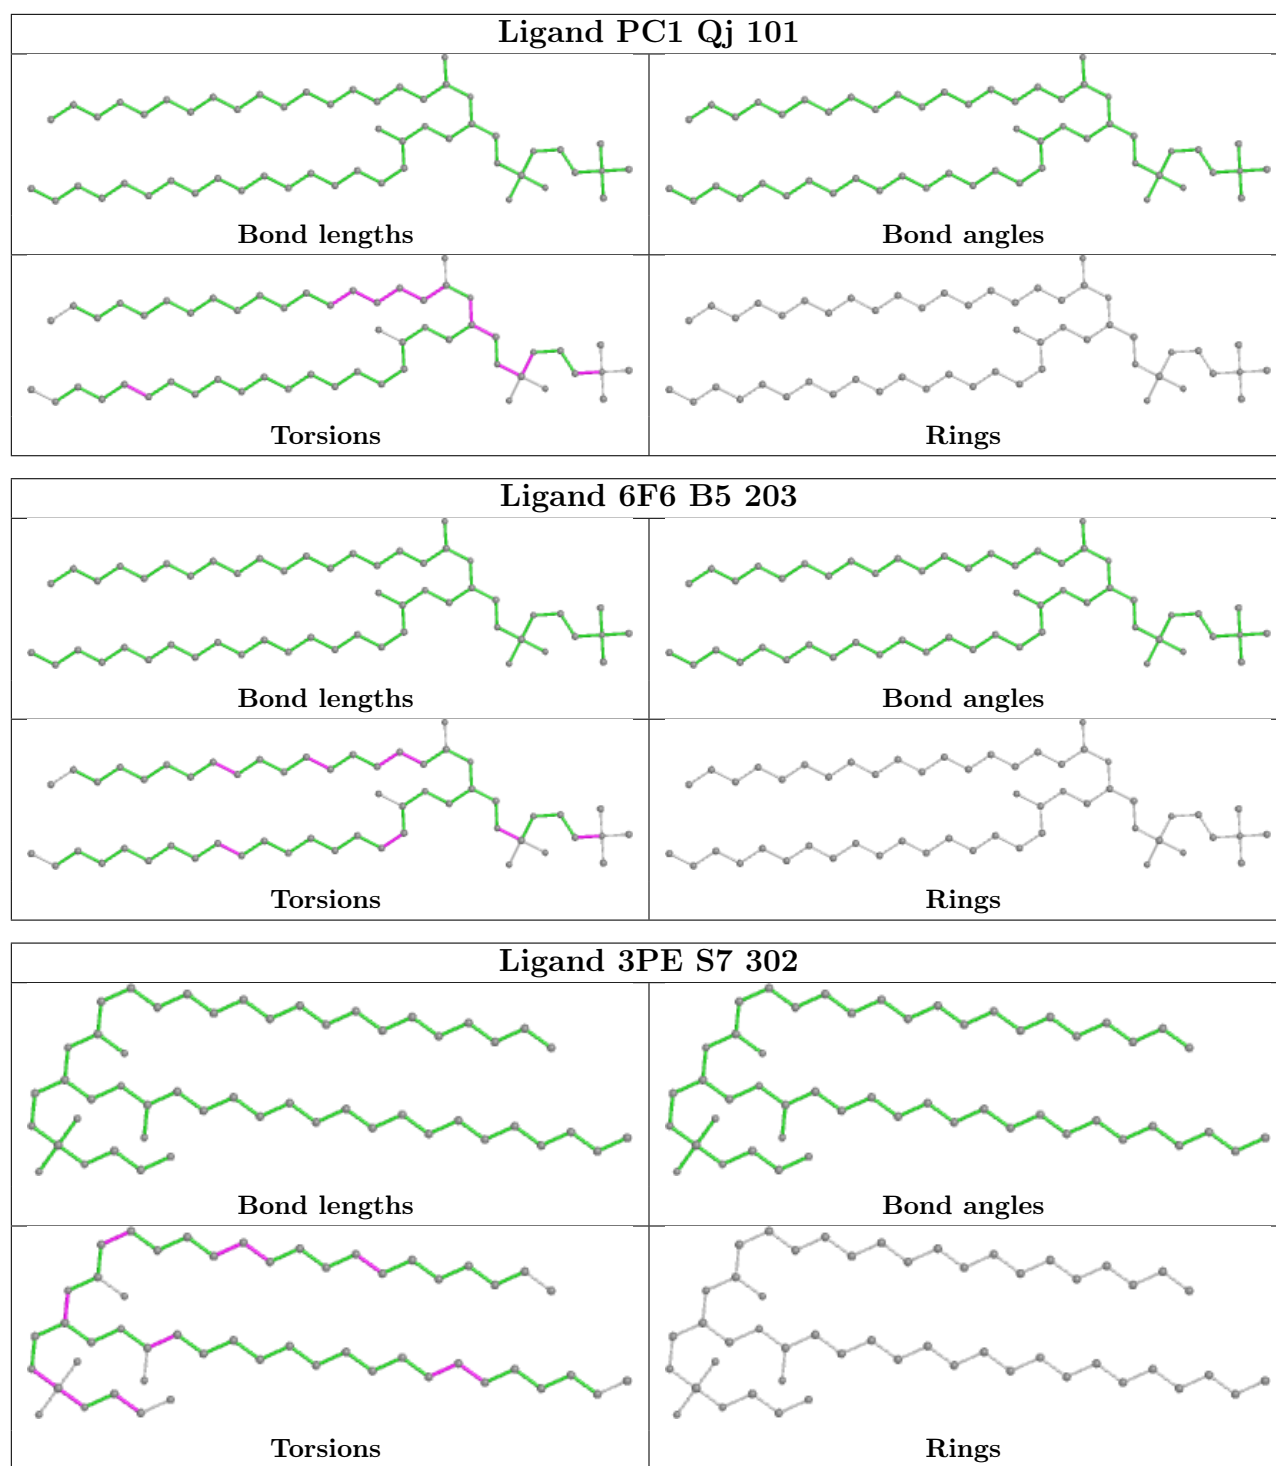 Ligand PC1 Qj 101
Bond lengths
Bond angles
Torsions
Rings
Ligand 6F6 B5 203
Bond lengths
Bond angles
Torsions
Rings
Ligand 3PE S7 302
Bond lengths
Bond angles
Torsions
Rings